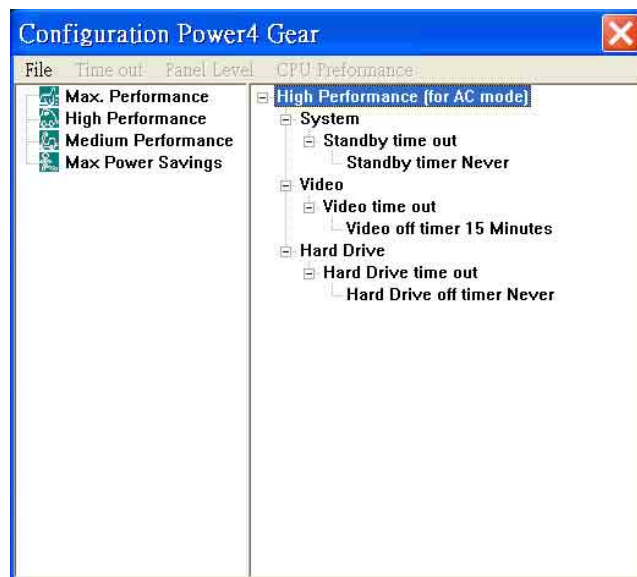 Configuration Power4 Gear
File Time out Panel Level CPU Preformance
Max. Performance
High Performance
Medium Performance
Max Power Savings
High Performance (for AC mode)
System
Standby time out
Standby timer Never
Video
Video time out
Video off timer 15 Minutes
Hard Drive
Hard Drive time out
Hard Drive off timer Never